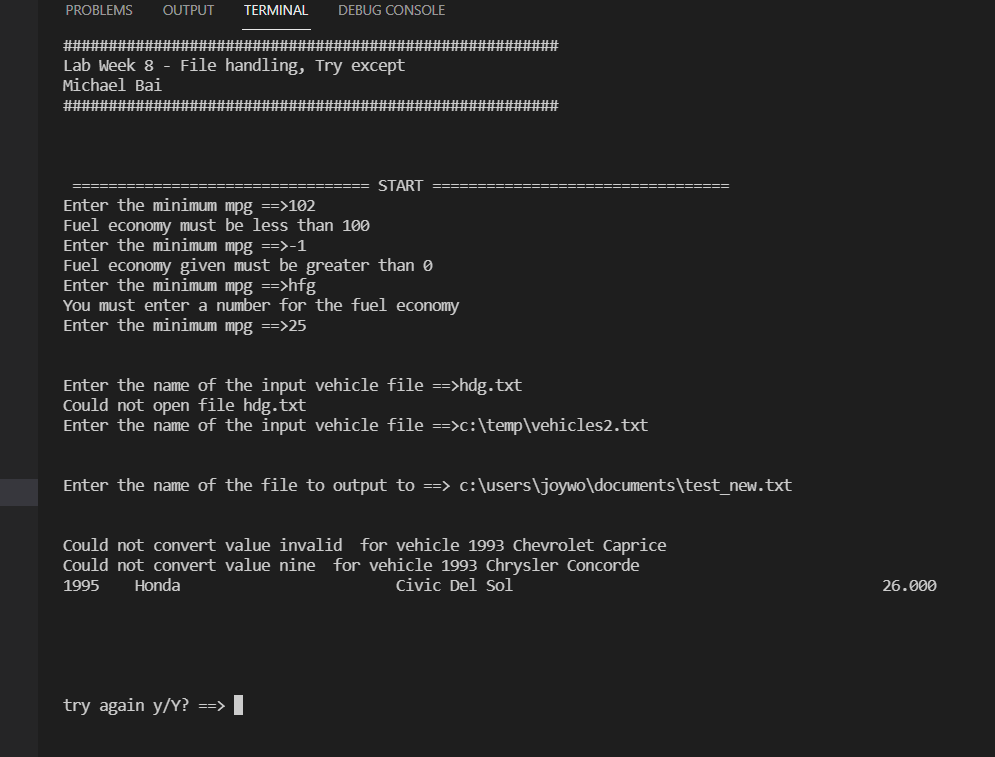 PROBLEMS OUTPUT TERMINAL DEBUG CONSOLE
#######################################################
Lab Week 8 - File handling, Try except
Michael Bai
#######################################################
================================= START =================================
Enter the minimum mpg ==>102
Fuel economy must be less than 100
Enter the minimum mpg ==>-1
Fuel economy given must be greater than 0
Enter the minimum mpg ==>hfg
You must enter a number for the fuel economy
Enter the minimum mpg ==>25
Enter the name of the input vehicle file ==>hdg.txt
Could not open file hdg.txt
Enter the name of the input vehicle file ==>c:\temp\vehicles2.txt
Enter the name of the file to output to ==> c:\users\joywo\documents\test_new.txt
Could not convert value invalid  for vehicle 1993 Chevrolet Caprice
Could not convert value nine  for vehicle 1993 Chrysler Concorde
1995    Honda                        Civic Del Sol                                         26.000
try again y/Y? ==>